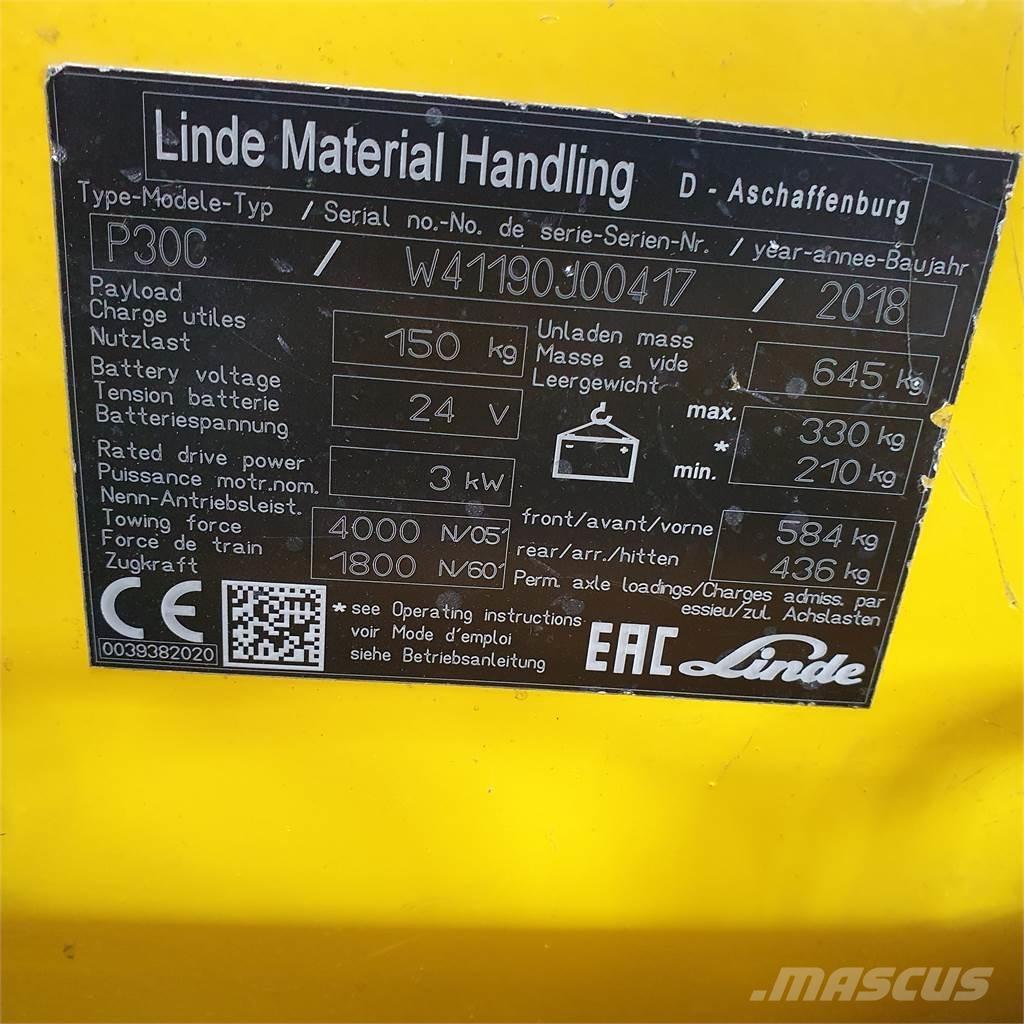 Linde Material Handling D - Aschaffenburg
Type-Modele-Typ / Serial no.-No. de serie-Serien-Nr. / year-annee-Baujahr
P30C / W41190J00417 / 2018
Payload
Charge utiles
Nutzlast
150 kg
Unladen mass
Masse a vide
Leergewicht
645 kg
Battery voltage
Tension batterie
Batteriespannung
24 V
max. 330 kg
*
min. 210 kg
Rated drive power
Puissance motr.nom.
Nenn-Antriebsleist.
3 kW
Towing force
Force de train
Zugkraft
4000 N/05'
1800 N/60'
front/avant/vorne 584 kg
rear/arr./hitten 436 kg
Perm. axle loadings/Charges admiss. par
essieu/zul. Achslasten
CE
0039382020
* see Operating instructions
voir Mode d'emploi
siehe Betriebsanleitung
EAC Linde
.MASCUS